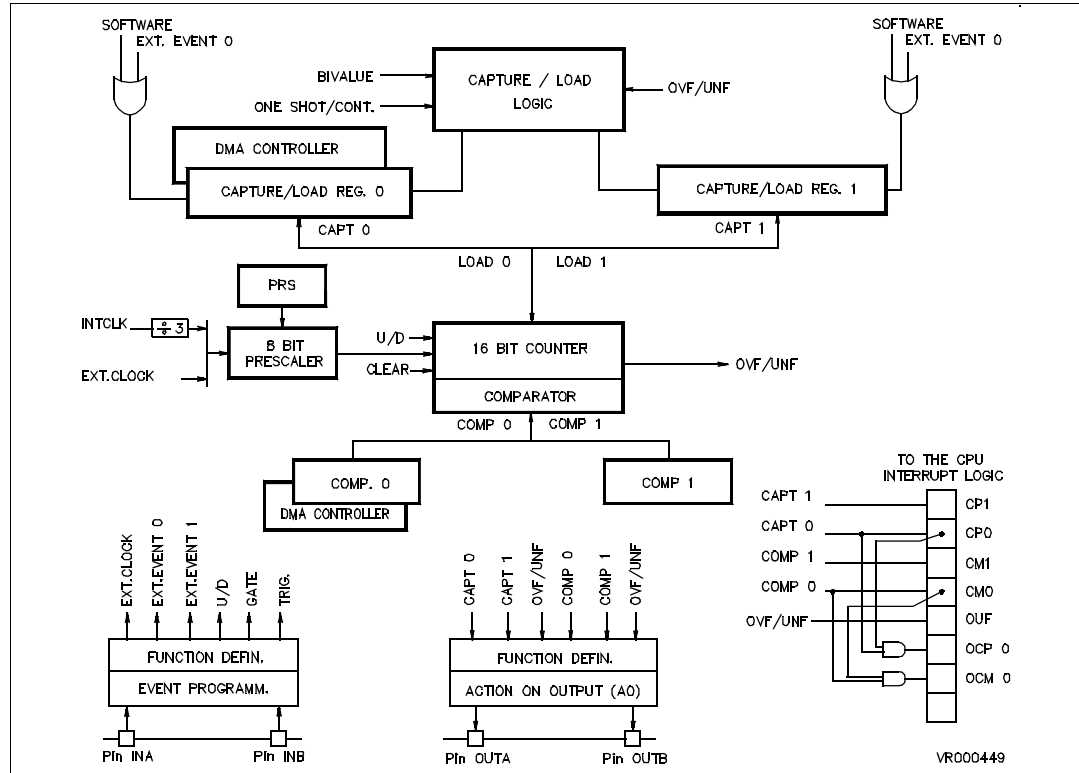 SOFTWARE
EXT. EVENT 0
SOFTWARE
EXT. EVENT 0
BIVALUE
ONE SHOT/CONT.
CAPTURE / LOAD
LOGIC
OVF/UNF
DMA CONTROLLER
CAPTURE/LOAD REG. 0
CAPTURE/LOAD REG. 1
CAPT 0
CAPT 1
LOAD 0
LOAD 1
PRS
INTCLK
÷ 3
8 BIT
PRESCALER
EXT.CLOCK
U/D
CLEAR
16 BIT COUNTER
COMPARATOR
OVF/UNF
COMP 0
COMP 1
COMP. 0
DMA CONTROLLER
COMP 1
TO THE CPU
INTERRUPT LOGIC
CAPT 1
CP1
CAPT 0
CP0
COMP 1
CM1
COMP 0
CM0
OVF/UNF
OUF
OCP 0
OCM 0
EXT.CLOCK
EXT.EVENT 0
EXT.EVENT 1
U/D
GATE
TRIG.
FUNCTION DEFIN.
EVENT PROGRAMM.
Pin INA
Pin INB
CAPT 0
CAPT 1
OVF/UNF
COMP 0
COMP 1
OVF/UNF
FUNCTION DEFIN.
ACTION ON OUTPUT (AO)
Pin OUTA
Pin OUTB
VR000449